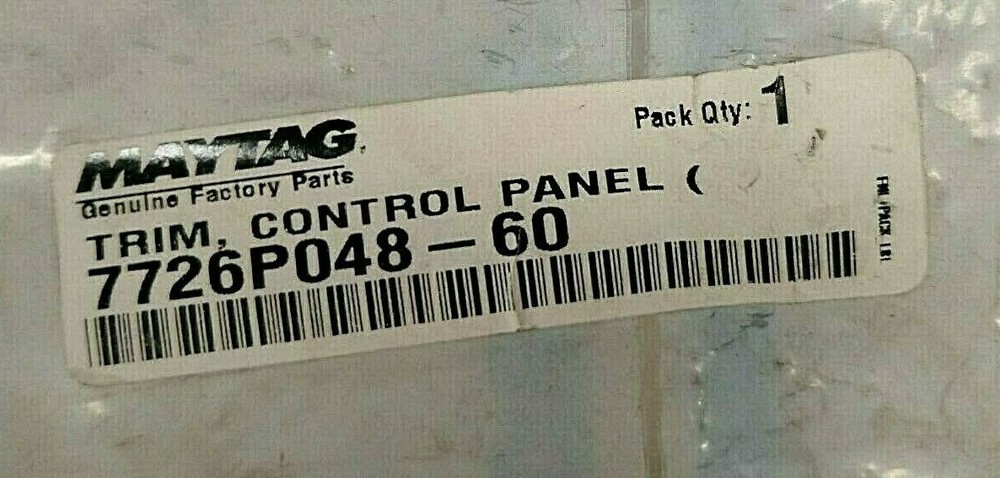 Pack Qty: 1
MAYTAG
Genuine Factory Parts
TRIM, CONTROL PANEL (
7726P048-60